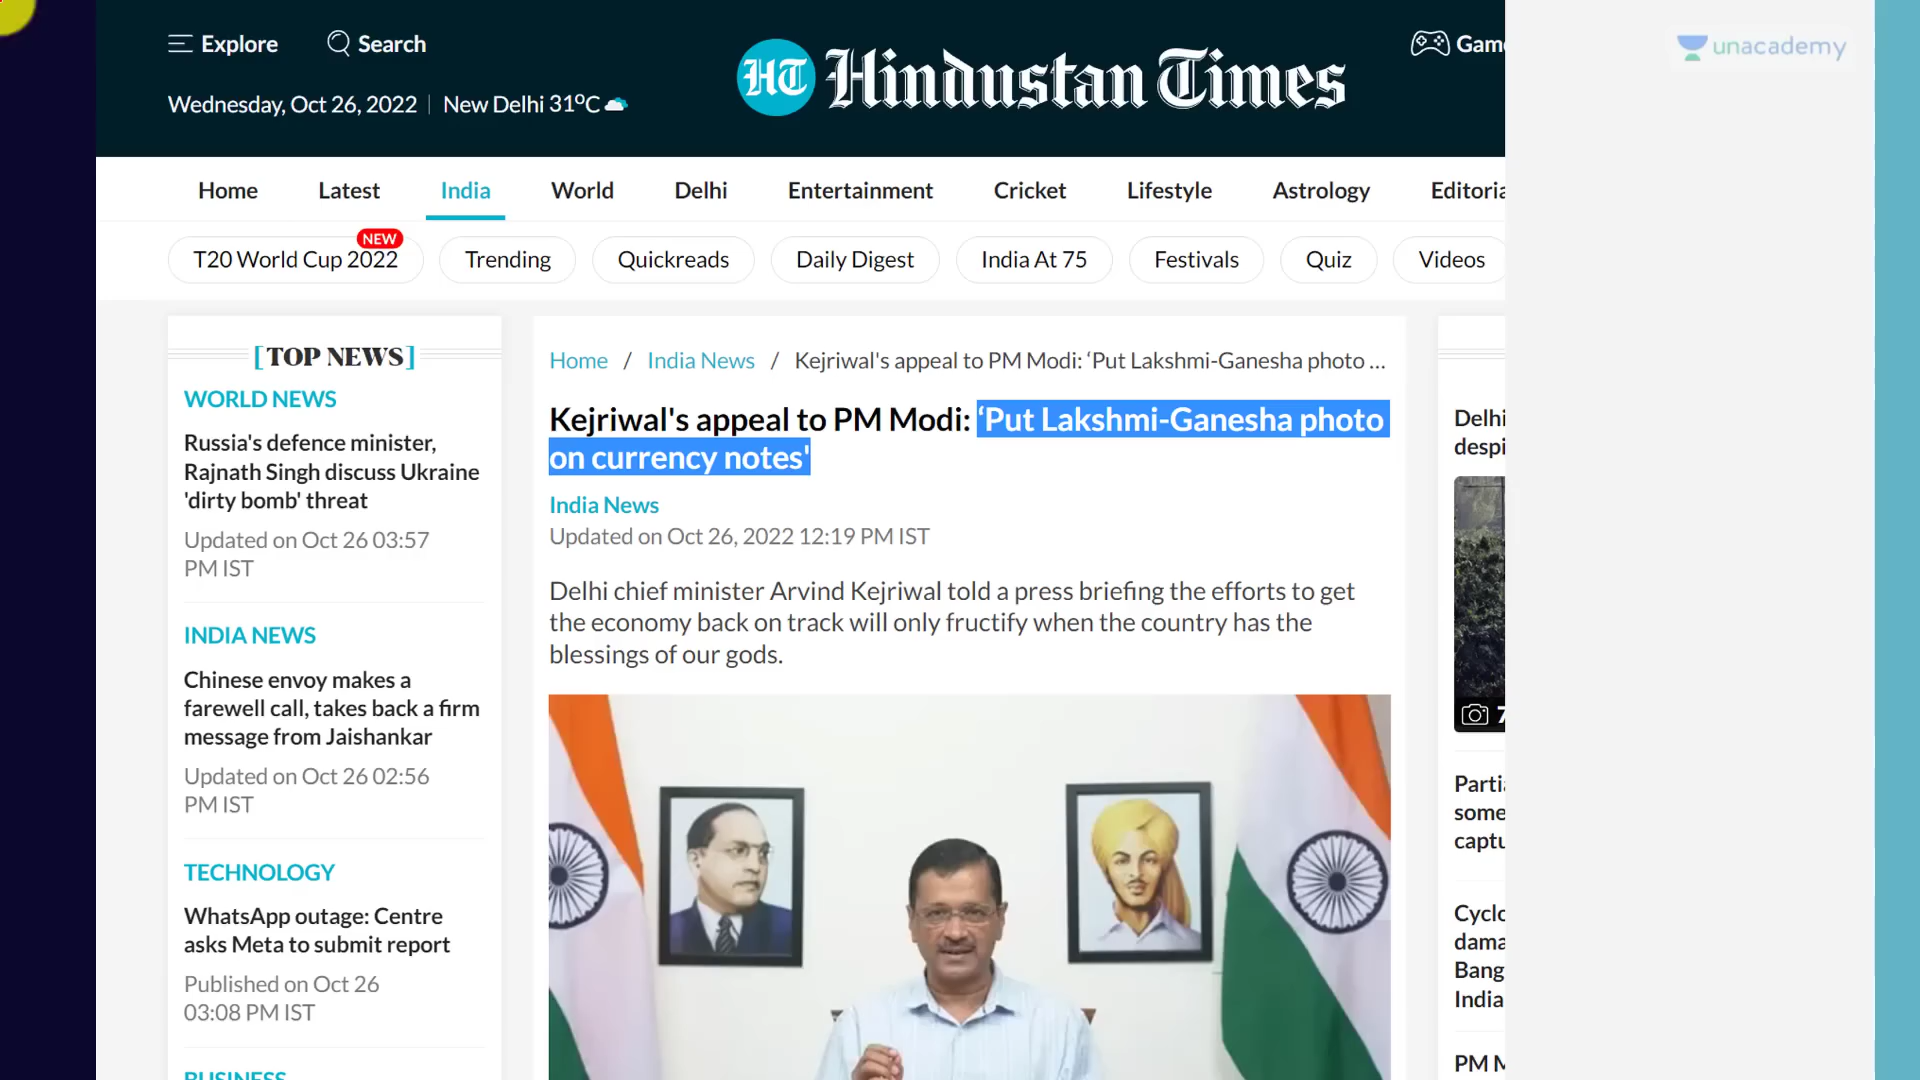 Explore
Search
Wednesday, Oct 26, 2022
New Delhi 31°C
HT Hindustan Times
unacademy
Home
Latest
India
World
Delhi
Entertainment
Cricket
Lifestyle
Astrology
NEW
T20 World Cup 2022
Trending
Quickreads
Daily Digest
India At 75
Festivals
Quiz
Videos
[TOP NEWS]
WORLD NEWS
Russia's defence minister,
Rajnath Singh discuss Ukraine
'dirty bomb' threat
Updated on Oct 26 03:57
PM IST
INDIA NEWS
Chinese envoy makes a
farewell call, takes back a firm
message from Jaishankar
Updated on Oct 26 02:56
PM IST
TECHNOLOGY
WhatsApp outage: Centre
asks Meta to submit report
Published on Oct 26
03:08 PM IST
BUSINESS
Home / India News / Kejriwal's appeal to PM Modi: ‘Put Lakshmi-Ganesha photo ...
Kejriwal's appeal to PM Modi: ‘Put Lakshmi-Ganesha photo
on currency notes'
India News
Updated on Oct 26, 2022 12:19 PM IST
Delhi chief minister Arvind Kejriwal told a press briefing the efforts to get
the economy back on track will only fructify when the country has the
blessings of our gods.
Delhi
7
some
India
PM